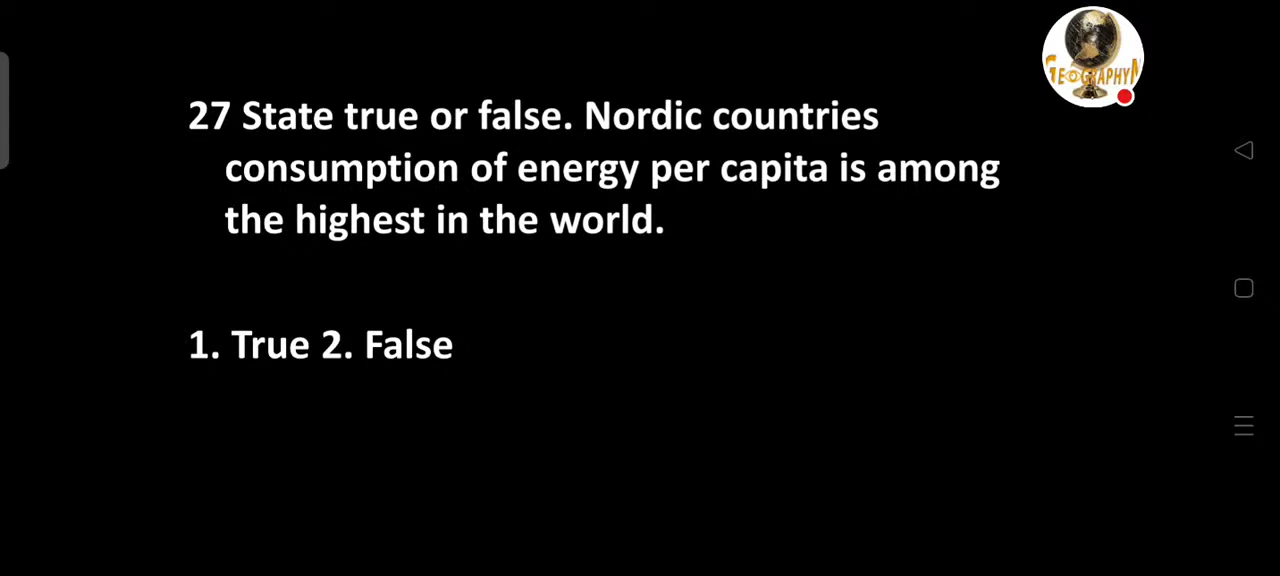 GEOGRAPHY
27 State true or false. Nordic countries
consumption of energy per capita is among
the highest in the world.
1. True 2. False